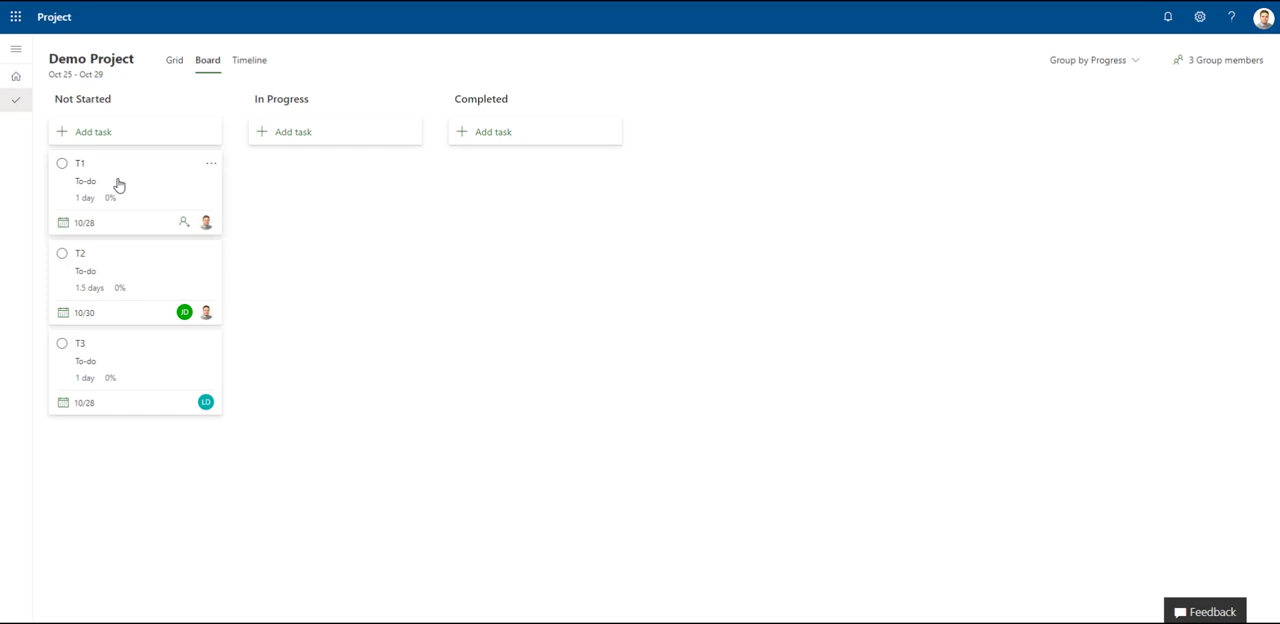 Project
Demo Project
Oct 25 - Oct 29
Grid
Board
Timeline
Group by Progress
3 Group members
Not Started
In Progress
Completed
Add task
Add task
Add task
T1
To-do
1 day 0%
10/28
T2
To-do
1.5 days 0%
10/30
JD
T3
To-do
1 day 0%
10/28
LD
Feedback